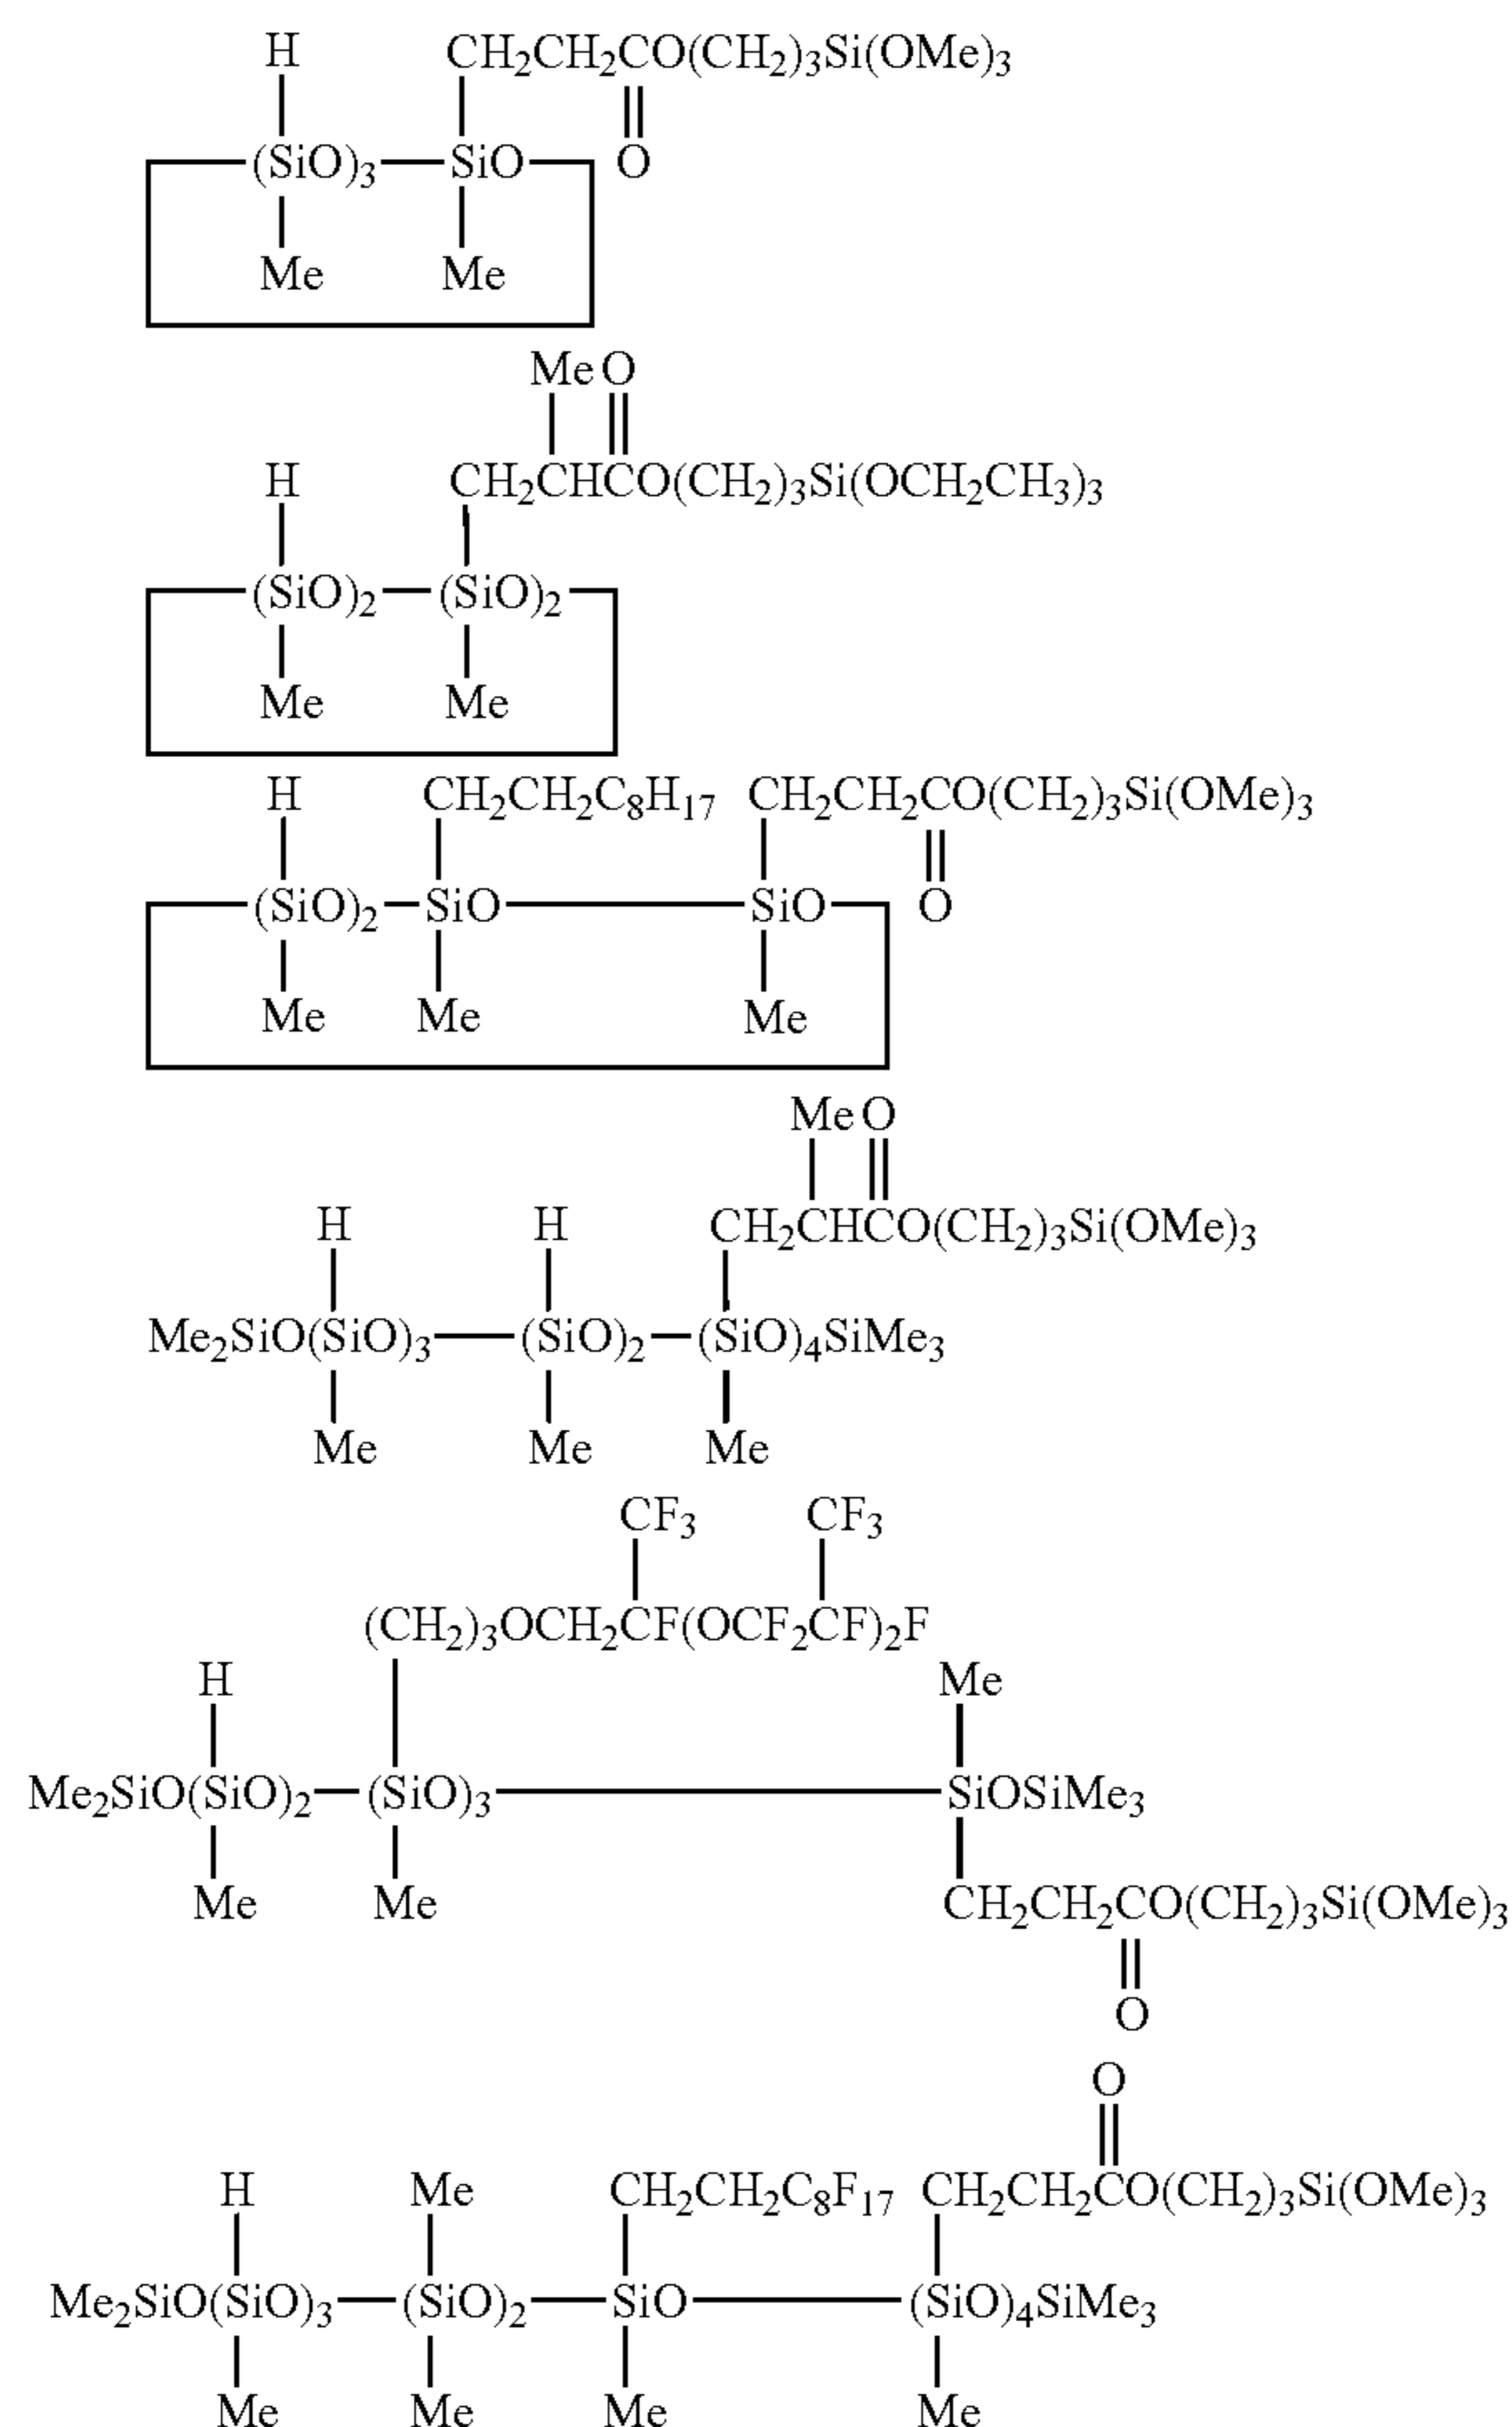 H CH₂CH₂CO(CH₂)₃Si(OMe)₃
(SiO)₃ SiO O
Me Me
Me O
H CH₂CHCO(CH₂)₃Si(OCH₂CH₃)₃
(SiO)₂ (SiO)₂
Me Me
H CH₂CH₂C₈H₁₇ CH₂CH₂CO(CH₂)₃Si(OMe)₃
(SiO)₂ SiO SiO O
Me Me Me
Me O
H H CH₂CHCO(CH₂)₃Si(OMe)₃
Me₂SiO(SiO)₃ (SiO)₂ (SiO)₄SiMe₃
Me Me Me
CF₃ CF₃
(CH₂)₃OCH₂CF(OCF₂CF)₂F
H Me
Me₂SiO(SiO)₂ (SiO)₃ SiOSiMe₃
Me Me CH₂CH₂CO(CH₂)₃Si(OMe)₃
O
O
H Me CH₂CH₂C₈F₁₇ CH₂CH₂CO(CH₂)₃Si(OMe)₃
Me₂SiO(SiO)₃ (SiO)₂ SiO (SiO)₄SiMe₃
Me Me Me Me